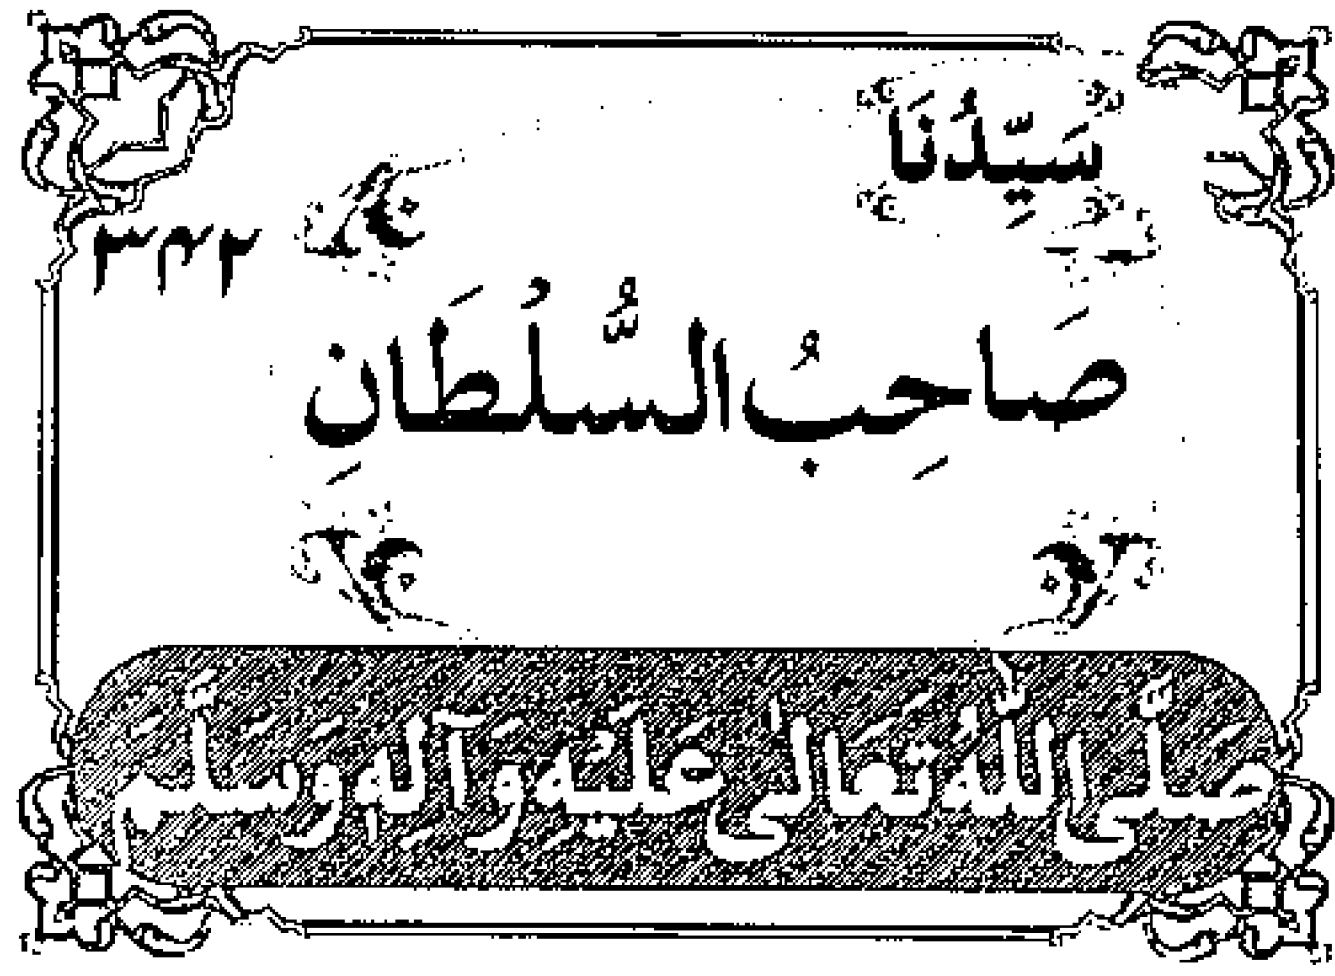 سَيِّدُنَا
۳۴۲
صَاحِبُ السُّلْطَانِ
صَلَّى اللّٰهُ تَعَالٰى عَلَيْهِ وَآلِهٖ وَسَلَّمَ